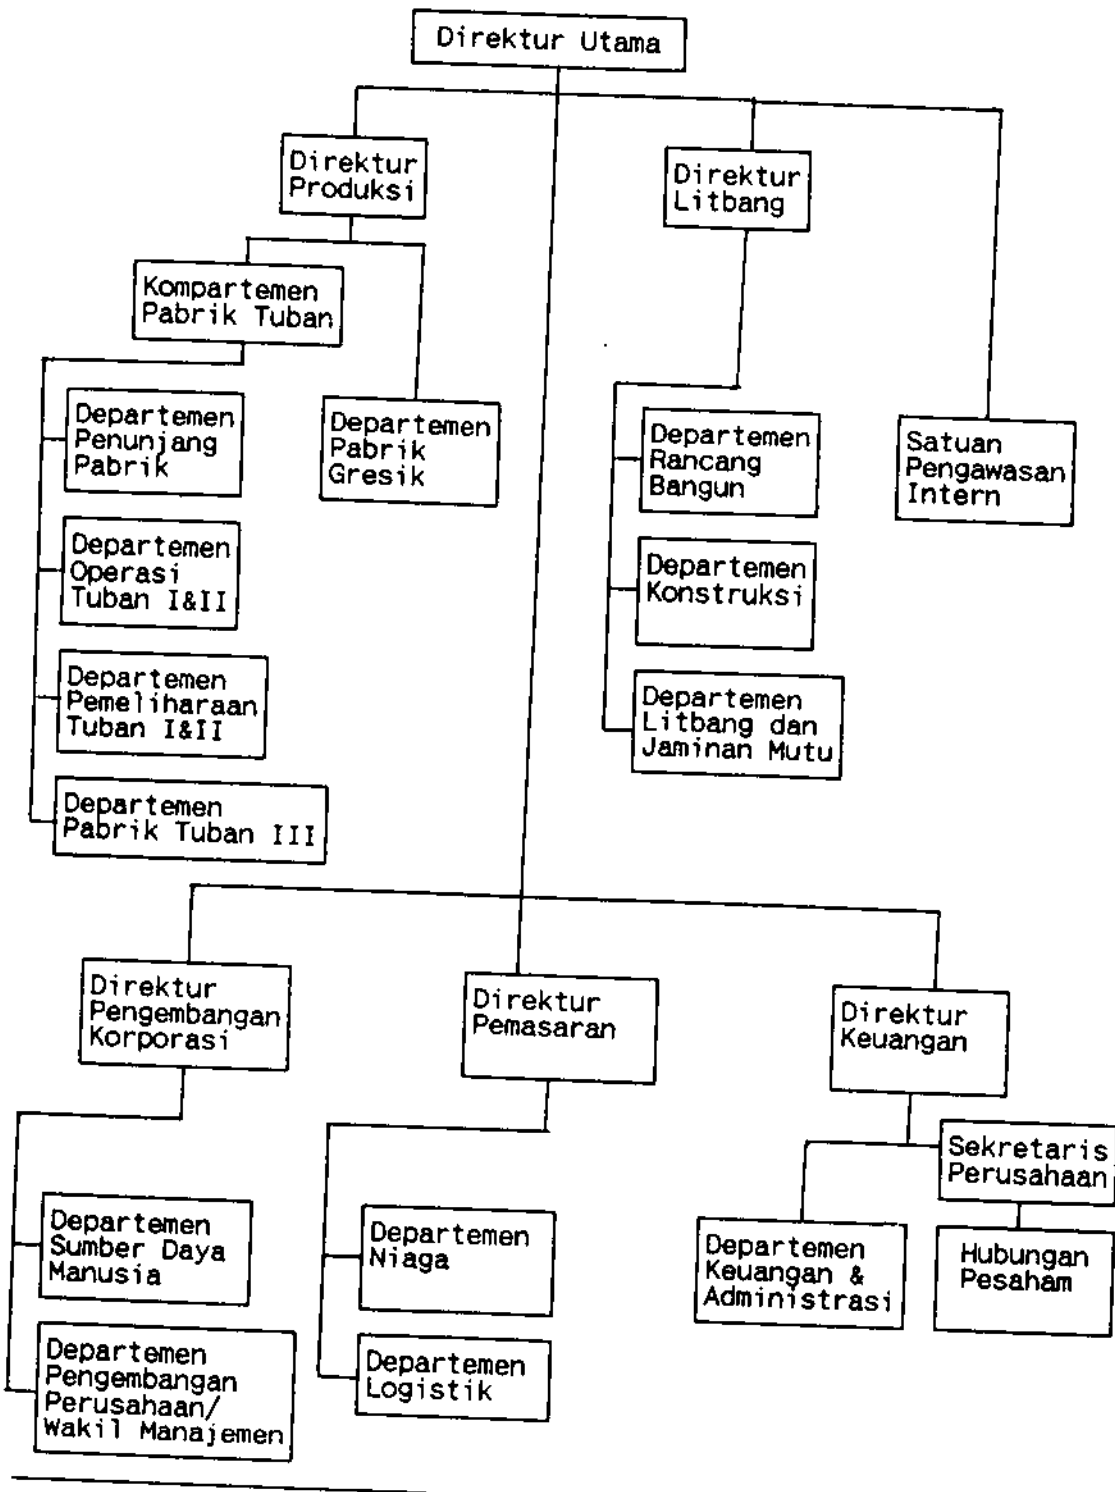 Direktur Utama
Direktur
Produksi
Direktur
Litbang
Kompartemen
Pabrik Tuban
Departemen
Penunjang
Pabrik
Departemen
Pabrik
Gresik
Departemen
Rancang
Bangun
Satuan
Pengawasan
Intern
Departemen
Operasi
Tuban I&II
Departemen
Konstruksi
Departemen
Pemeliharaan
Tuban I&II
Departemen
Litbang dan
Jaminan Mutu
Departemen
Pabrik Tuban III
Direktur
Pengembangan
Korporasi
Direktur
Pemasaran
Direktur
Keuangan
Sekretaris
Perusahaan
Departemen
Sumber Daya
Manusia
Departemen
Niaga
Departemen
Keuangan &
Administrasi
Hubungan
Pesaham
Departemen
Pengembangan
Perusahaan/
Wakil Manajemen
Departemen
Logistik